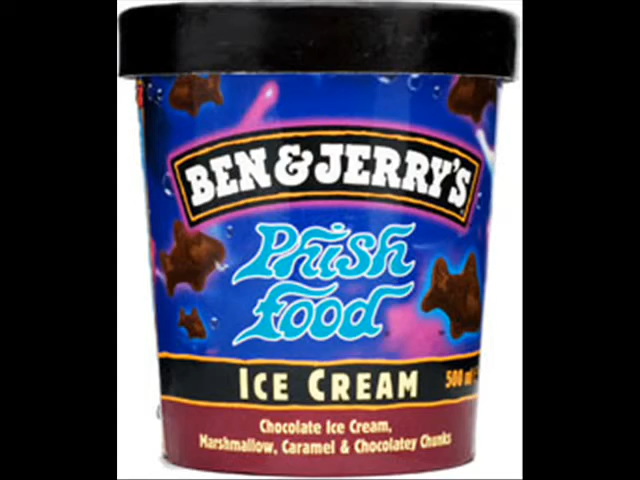 BEN & JERRY'S
Phish
Food
ICE CREAM
500 ml
Chocolate Ice Cream,
Marshmallow, Caramel & Chocolatey Chunks